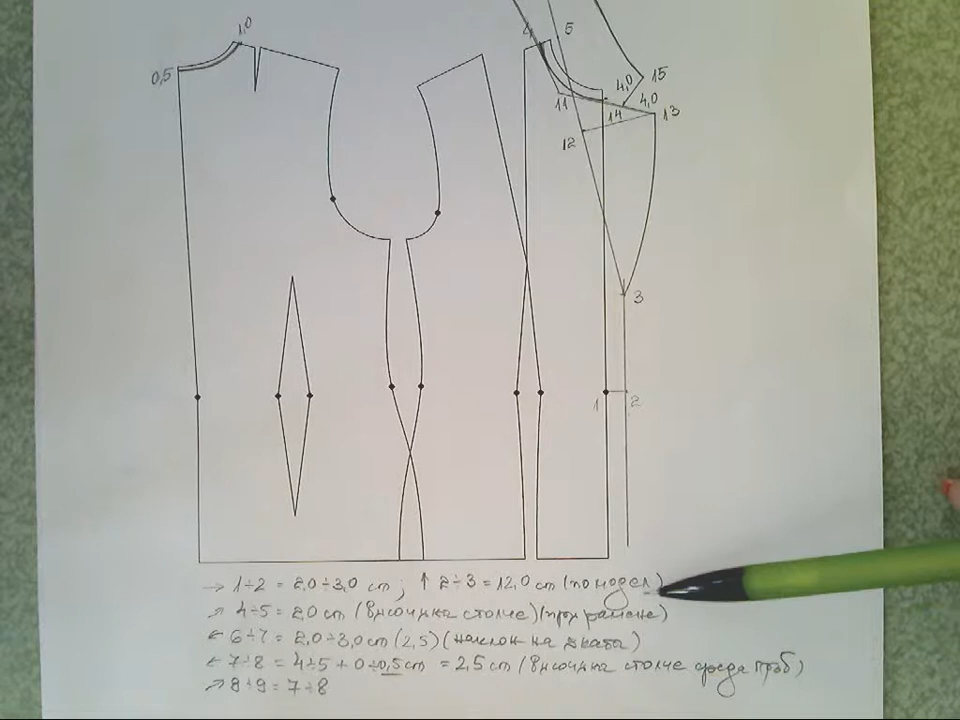 1,0
0,5
4
5
15
4,0
4,0
11
14
13
12
3
1
2
→ 1÷2 = 2,0÷3,0 cm ; ↑ 2÷3 = 12,0 cm (по модел)
↗ 4÷5 = 2,0 cm (височина столче) (при рамене)
← 6÷7 = 2,0÷3,0 cm (2,5) (наклон на яката)
← 7÷8 = 4÷5 + 0÷0,5 cm = 2,5 cm (височина столче среда гръб)
↗ 8÷9 = 7÷8